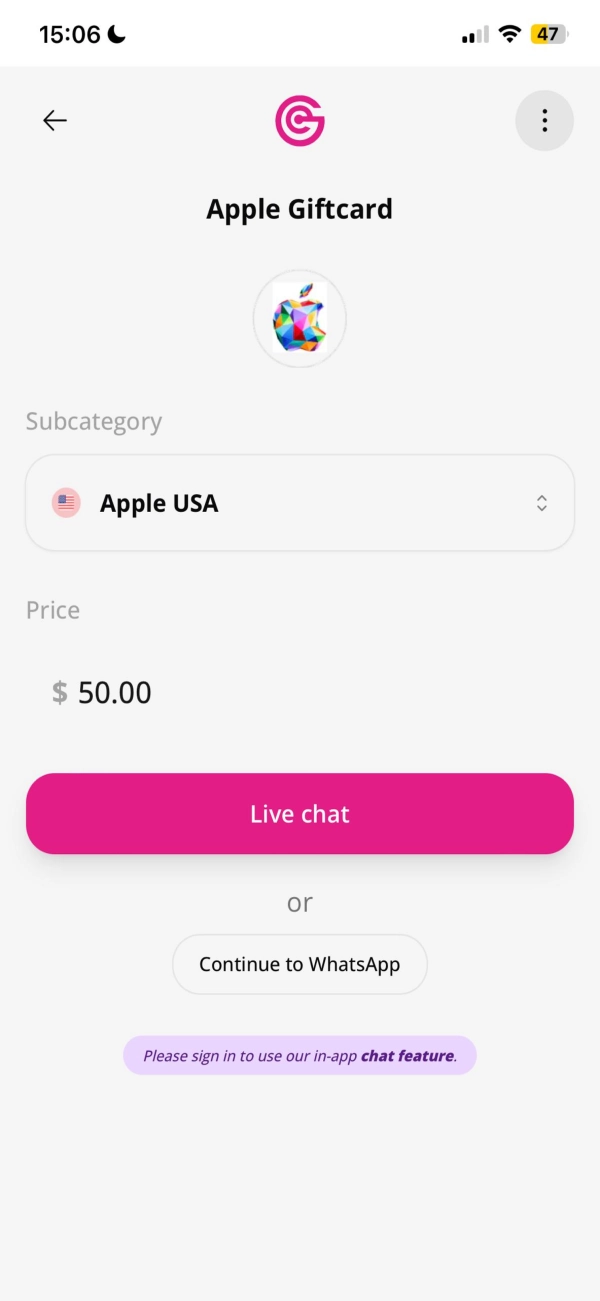 15:06
47
Apple Giftcard
Subcategory
Apple USA
Price
$ 50.00
Live chat
or
Continue to WhatsApp
Please sign in to use our in-app chat feature.